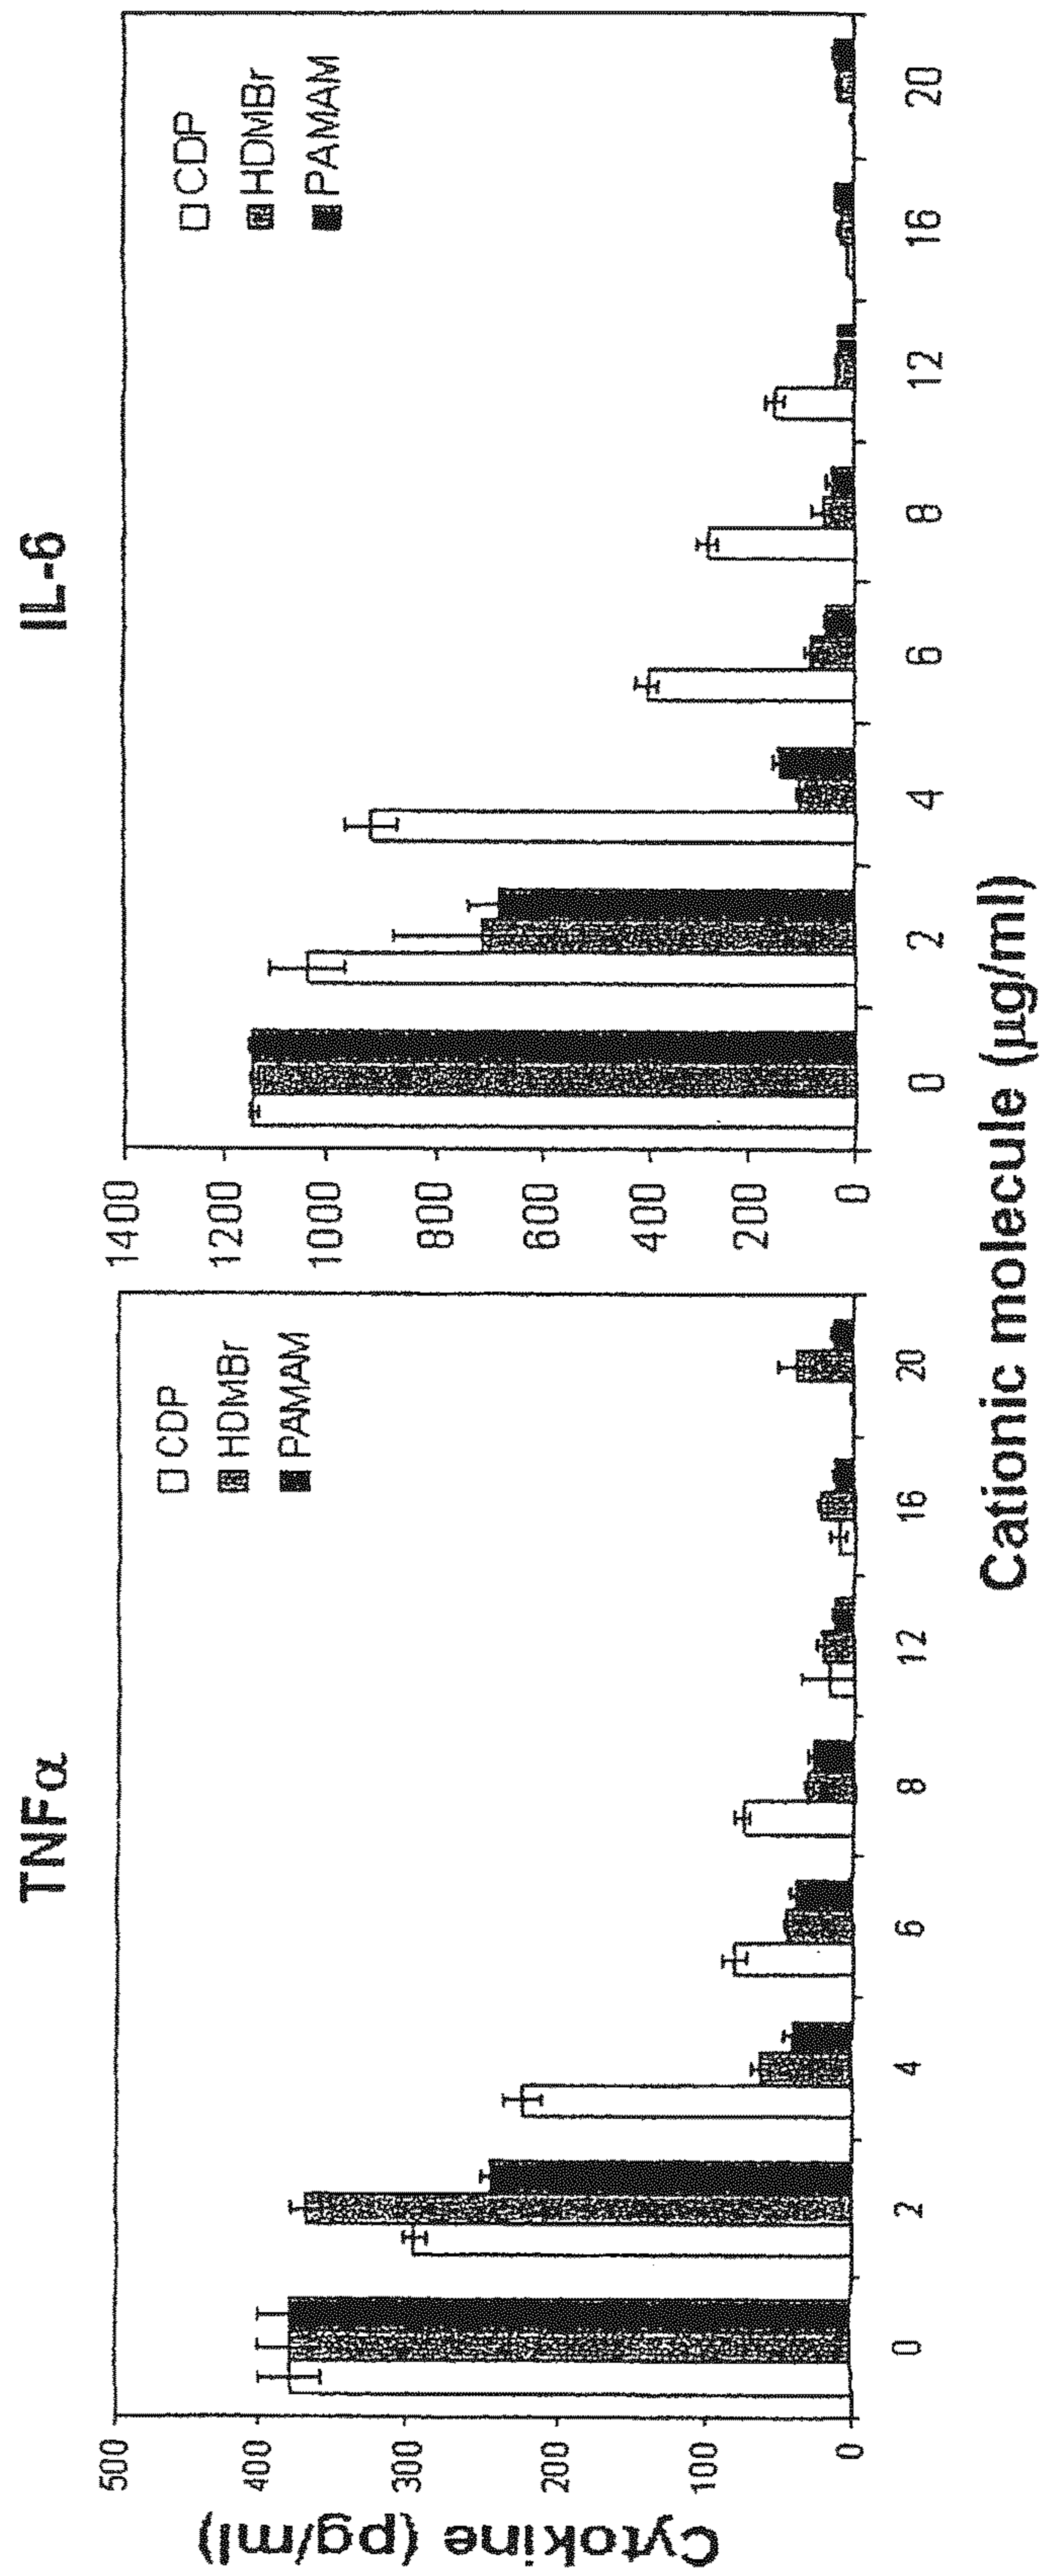 TNFα
Cytokine (pg/ml)
500
400
300
200
100
0
CDP
HDMBr
PAMAM
0 2 4 6 8 12 16 20
IL-6
1400
1200
1000
800
600
400
200
0
CDP
HDMBr
PAMAM
0 2 4 6 8 12 16 20
Cationic molecule (µg/ml)